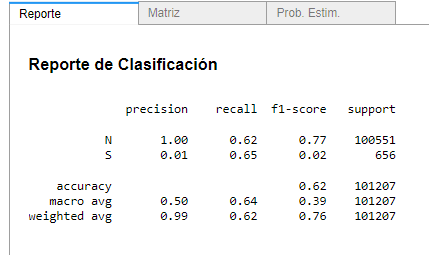 Reporte Matriz Prob. Estim.
Reporte de Clasificación
precision recall f1-score support
N 1.00 0.62 0.77 100551
S 0.01 0.65 0.02 656
accuracy 0.62 101207
macro avg 0.50 0.64 0.39 101207
weighted avg 0.99 0.62 0.76 101207